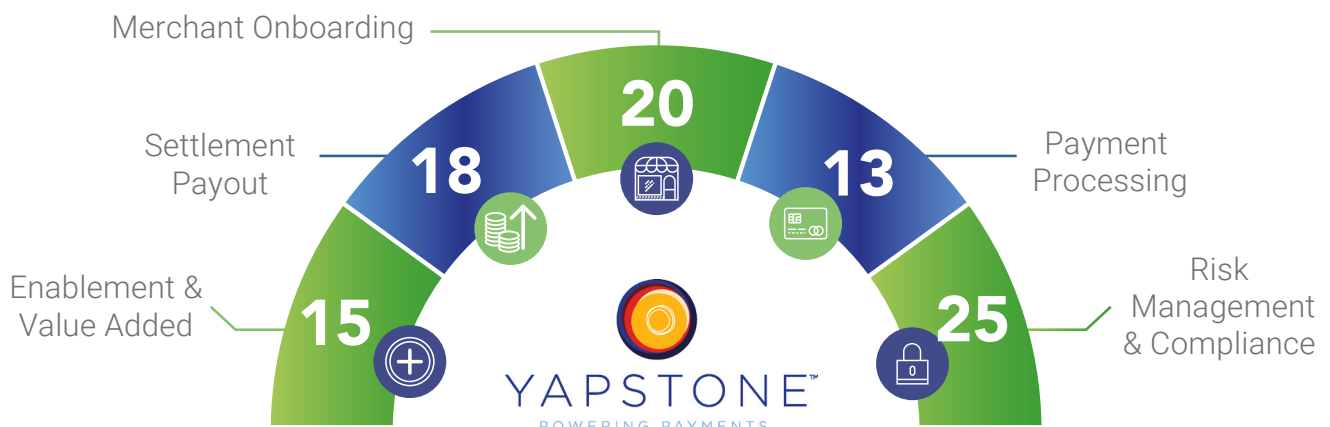 Merchant Onboarding
20
Settlement
Payout
18
13
Payment
Processing
Enablement &
Value Added
15
25
Risk
Management
& Compliance
YAPSTONE™
POWERING PAYMENTS